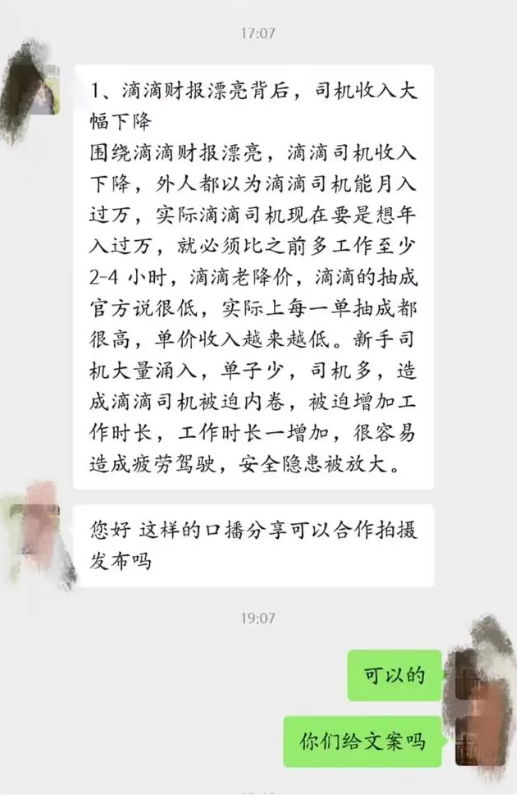 17:07
1、滴滴财报漂亮背后，司机收入大
幅下降
围绕滴滴财报漂亮，滴滴司机收入
下降，外人都以为滴滴司机能月入
过万，实际滴滴司机现在要是想年
入过万，就必须比之前多工作至少
2-4 小时，滴滴老降价，滴滴的抽成
官方说很低，实际上每一单抽成都
很高，单价收入越来越低。新手司
机大量涌入，单子少，司机多，造
成滴滴司机被迫内卷，被迫增加工
作时长，工作时长一增加，很容易
造成疲劳驾驶，安全隐患被放大。
您好 这样的口播分享可以合作拍摄
发布吗
19:07
可以的
你们给文案吗